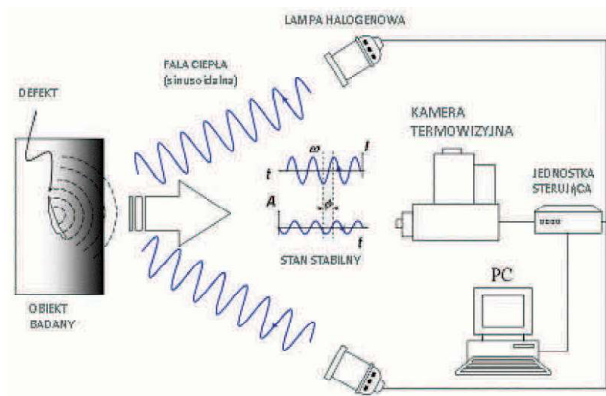 LAMPA HALOGENOWA
FALA CIEPŁA
(sinusoidalna)
DEFEKT
KAMERA
TERMOWIZYJNA
ω
I
t
JEDNOSTKA
STERUJĄCA
A
ø
t
STAN STABILNY
PC
OBIEKT
BADANY